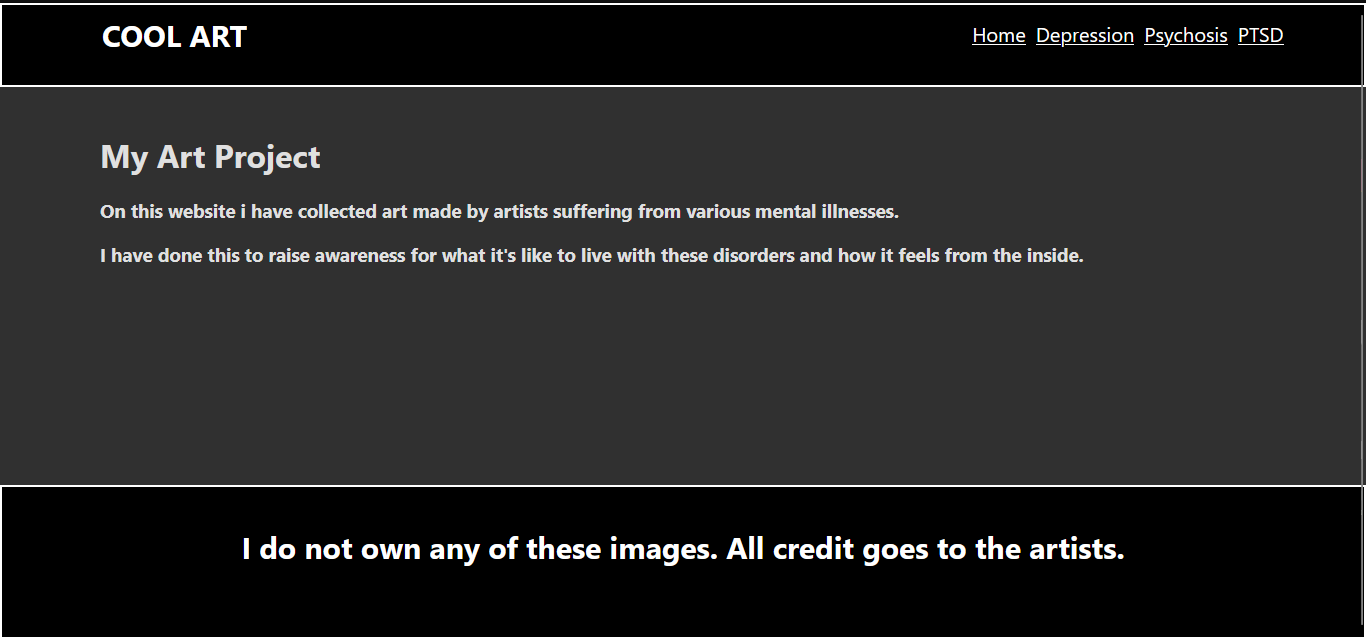 COOL ART
Home Depression Psychosis PTSD
My Art Project
On this website i have collected art made by artists suffering from various mental illnesses.
I have done this to raise awareness for what it's like to live with these disorders and how it feels from the inside.
I do not own any of these images. All credit goes to the artists.